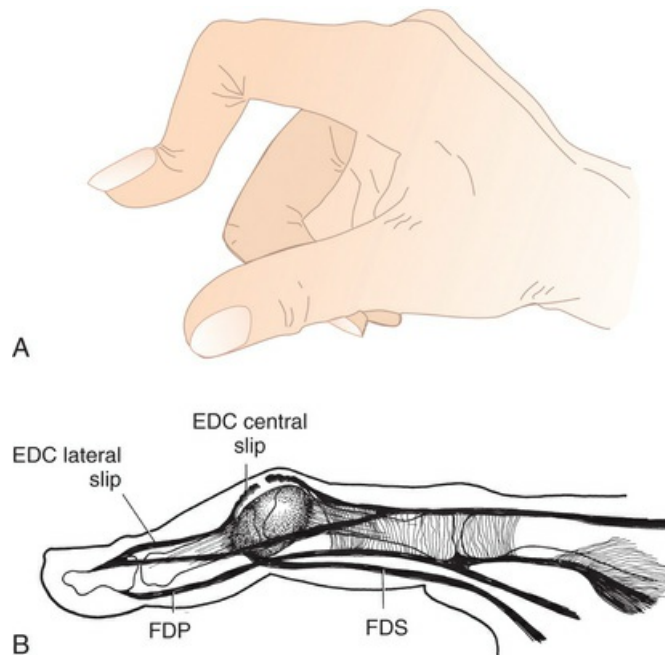 A
EDC central
slip
EDC lateral
slip
FDP
FDS
B